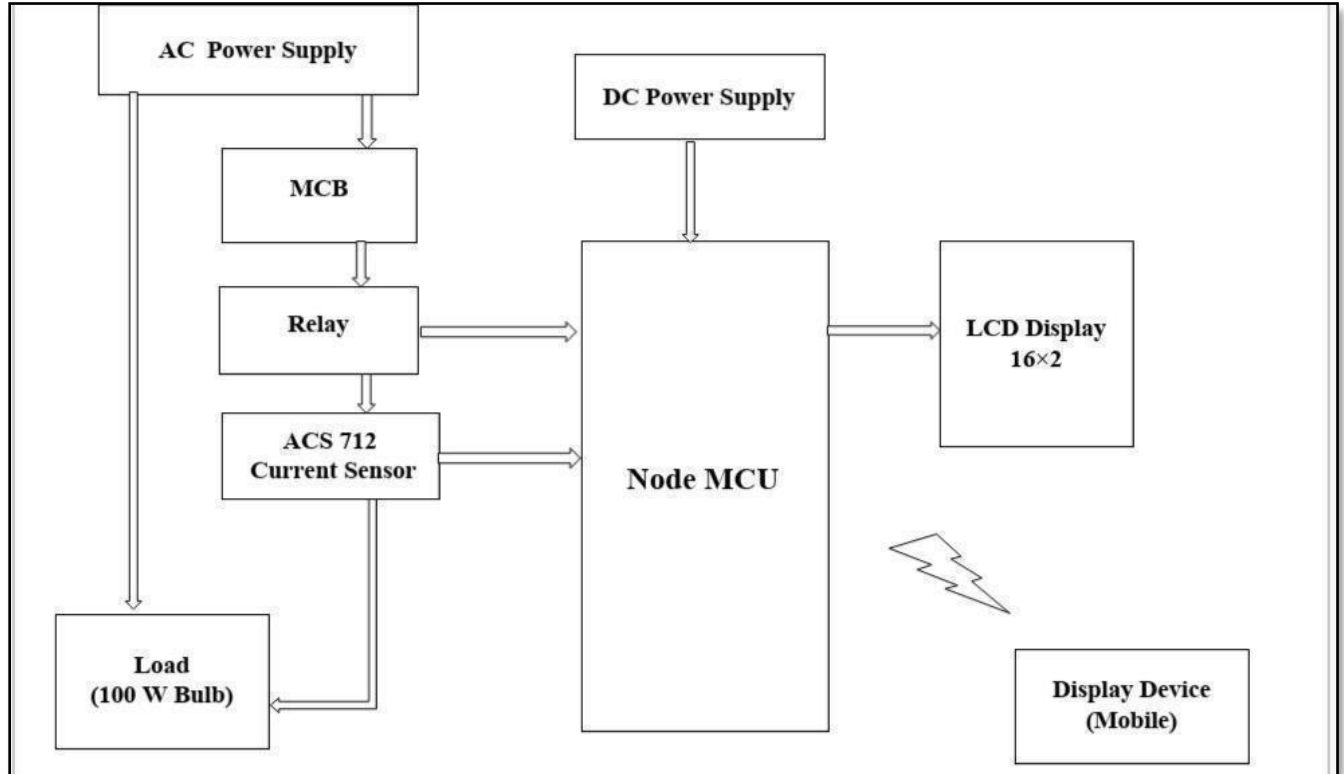 AC Power Supply
DC Power Supply
MCB
Relay
LCD Display
16×2
ACS 712
Current Sensor
Node MCU
Load
(100 W Bulb)
Display Device
(Mobile)